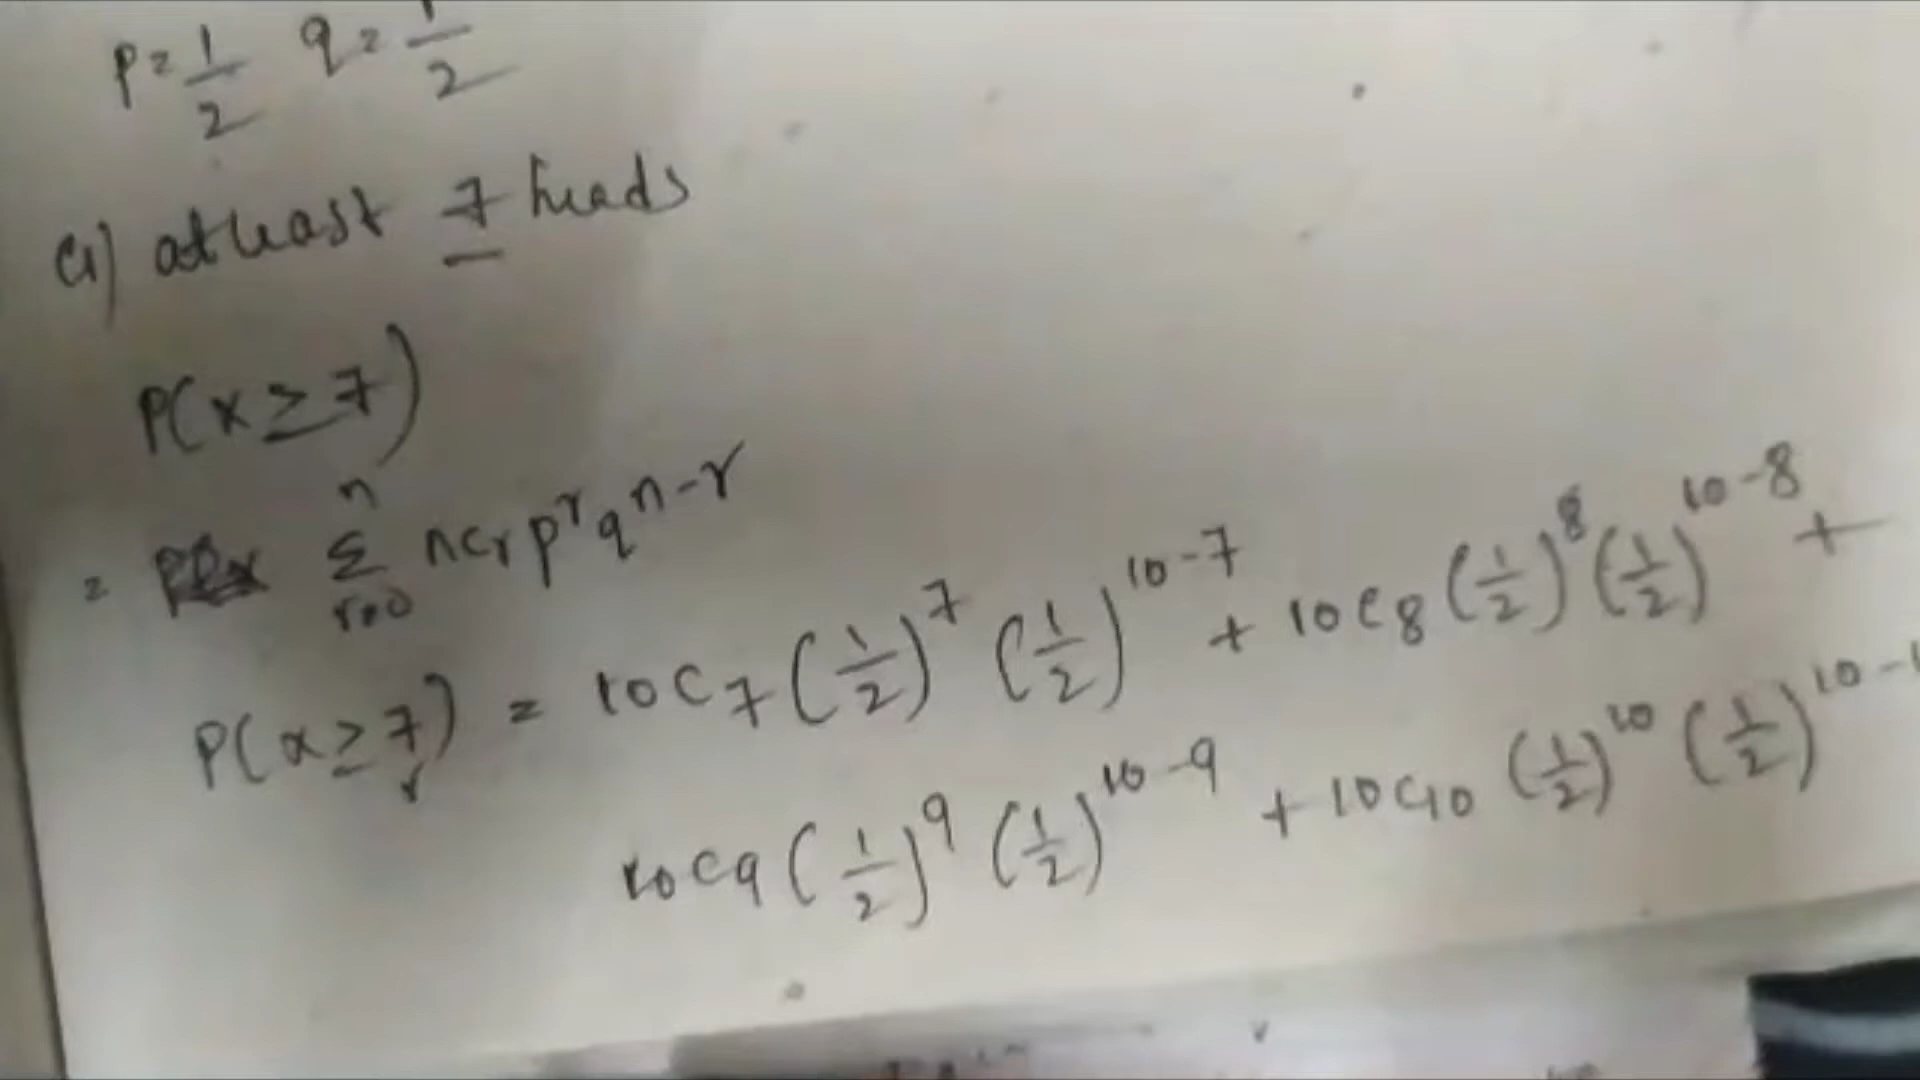 p = 1/2 q = 1/2
a) atleast 7 heads
P(x ≥ 7)
= n Σ r=0 ncr p^r q^n-r
P(x ≥ 7) = 10C7 (1/2)^7 (1/2)^10-7 + 10C8 (1/2)^8 (1/2)^10-8 +
r
10C9 (1/2)^9 (1/2)^10-9 + 10C10 (1/2)^10 (1/2)^10-1